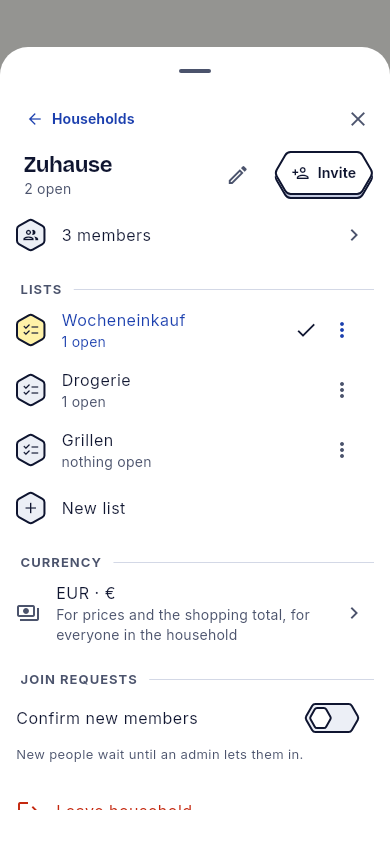 Households
Zuhause
2 open
Invite
3 members
LISTS
Wocheneinkauf
1 open
Drogerie
1 open
Grillen
nothing open
New list
CURRENCY
EUR · €
For prices and the shopping total, for
everyone in the household
JOIN REQUESTS
Confirm new members
New people wait until an admin lets them in.
Leave household